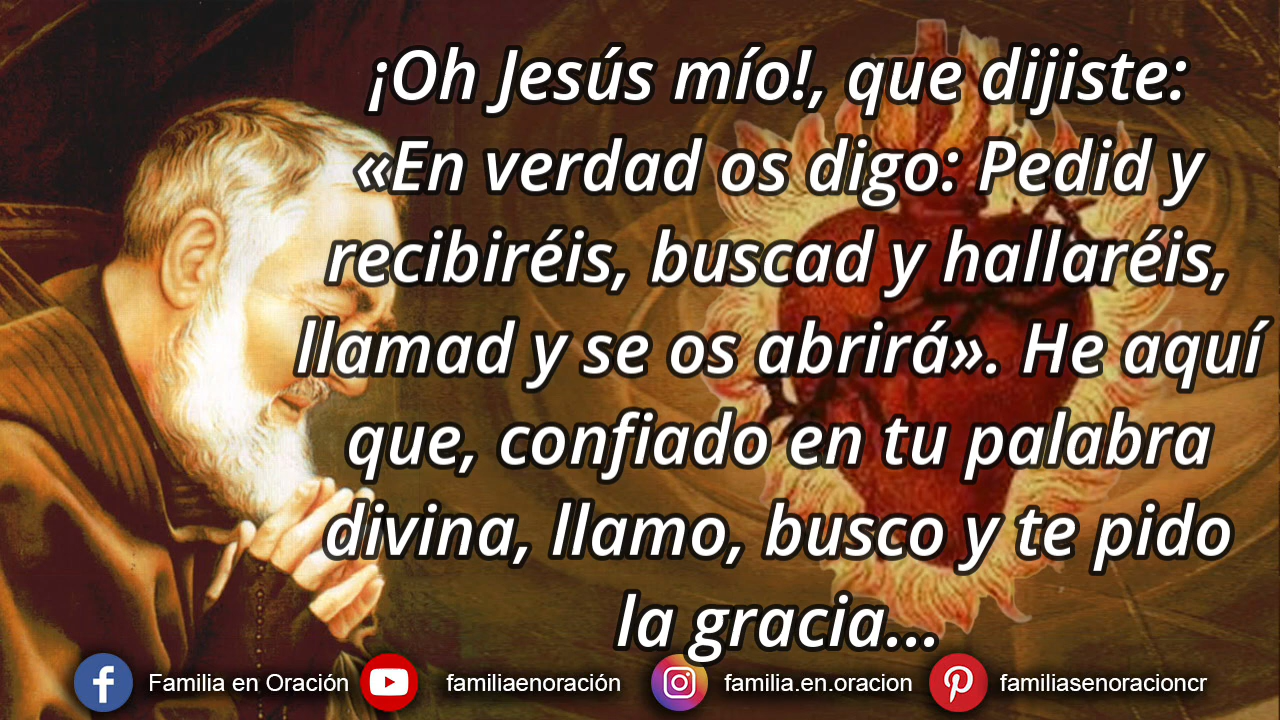 ¡Oh Jesús mío!, que dijiste:
«En verdad os digo: Pedid y
recibiréis, buscad y hallaréis,
llamad y se os abrirá». He aquí
que, confiado en tu palabra
divina, llamo, busco y te pido
la gracia...
Familia en Oración
familiaenoración
familia.en.oracion
familiasenoracioncr